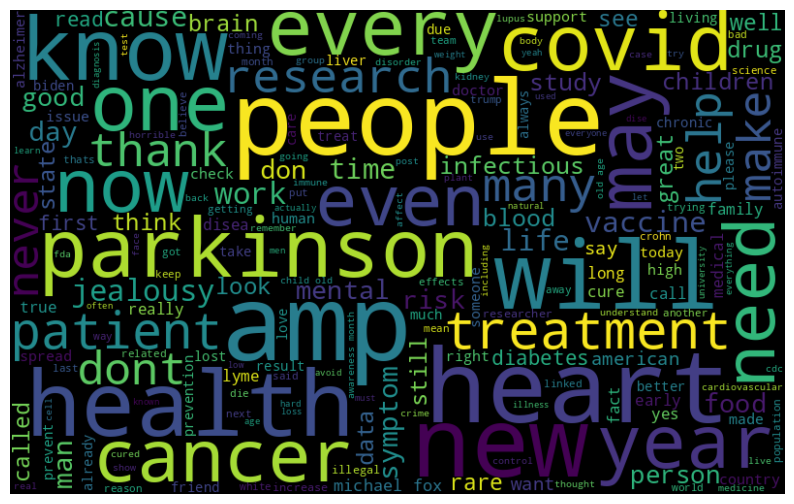 read
cause
brain
every
lupus
support
see
living
well
know
thing
month
liver
due
team
covid
drug
alzheimer
biden
research
group
disorder
weight
body
yeah
bad
case
try
test
diagnosis
coming
science
good
one
people
kidney
doctor
study
children
issue
day
thank
horrible
believe
care
treat
trump
always
used
use
everyone
may
help
make
chronic
learn
thats
check
going
post
don
time
infectious
many
great
two
please
autoimmune
state
now
back
getting
work
put
immune
human
actually
remember
even
plant
natural
blood
vaccine
let
trying
family
never
first
think
disea
take
affect
men
life
say
crohn
today
old age
fda
face
got
keep
parkinson
child old
effects
including
someone
away
long
high
cure
call
medical
university
everything
need
true
really
jealousy
look
mental
risk
love
much
mean
researcher
will
understand
another
patient
amp
treatment
often
way
spread
related
lost
result
awareness month
still
right
diabetes
american
cdc
last
dont
lyme
said
avoid
symptom
linked
better
cardiovascular
health
prevention
die
low
hard
loss
next
age
must
heart
fact
early
food
yes
made
population
called
prevent
cell
known
cured
crime
illness
new
year
person
live
country
man
already
cancer
show
data
illegal
control
thought
real
reason
friend
white
increase
michael
fox
rare
want
world
medicine